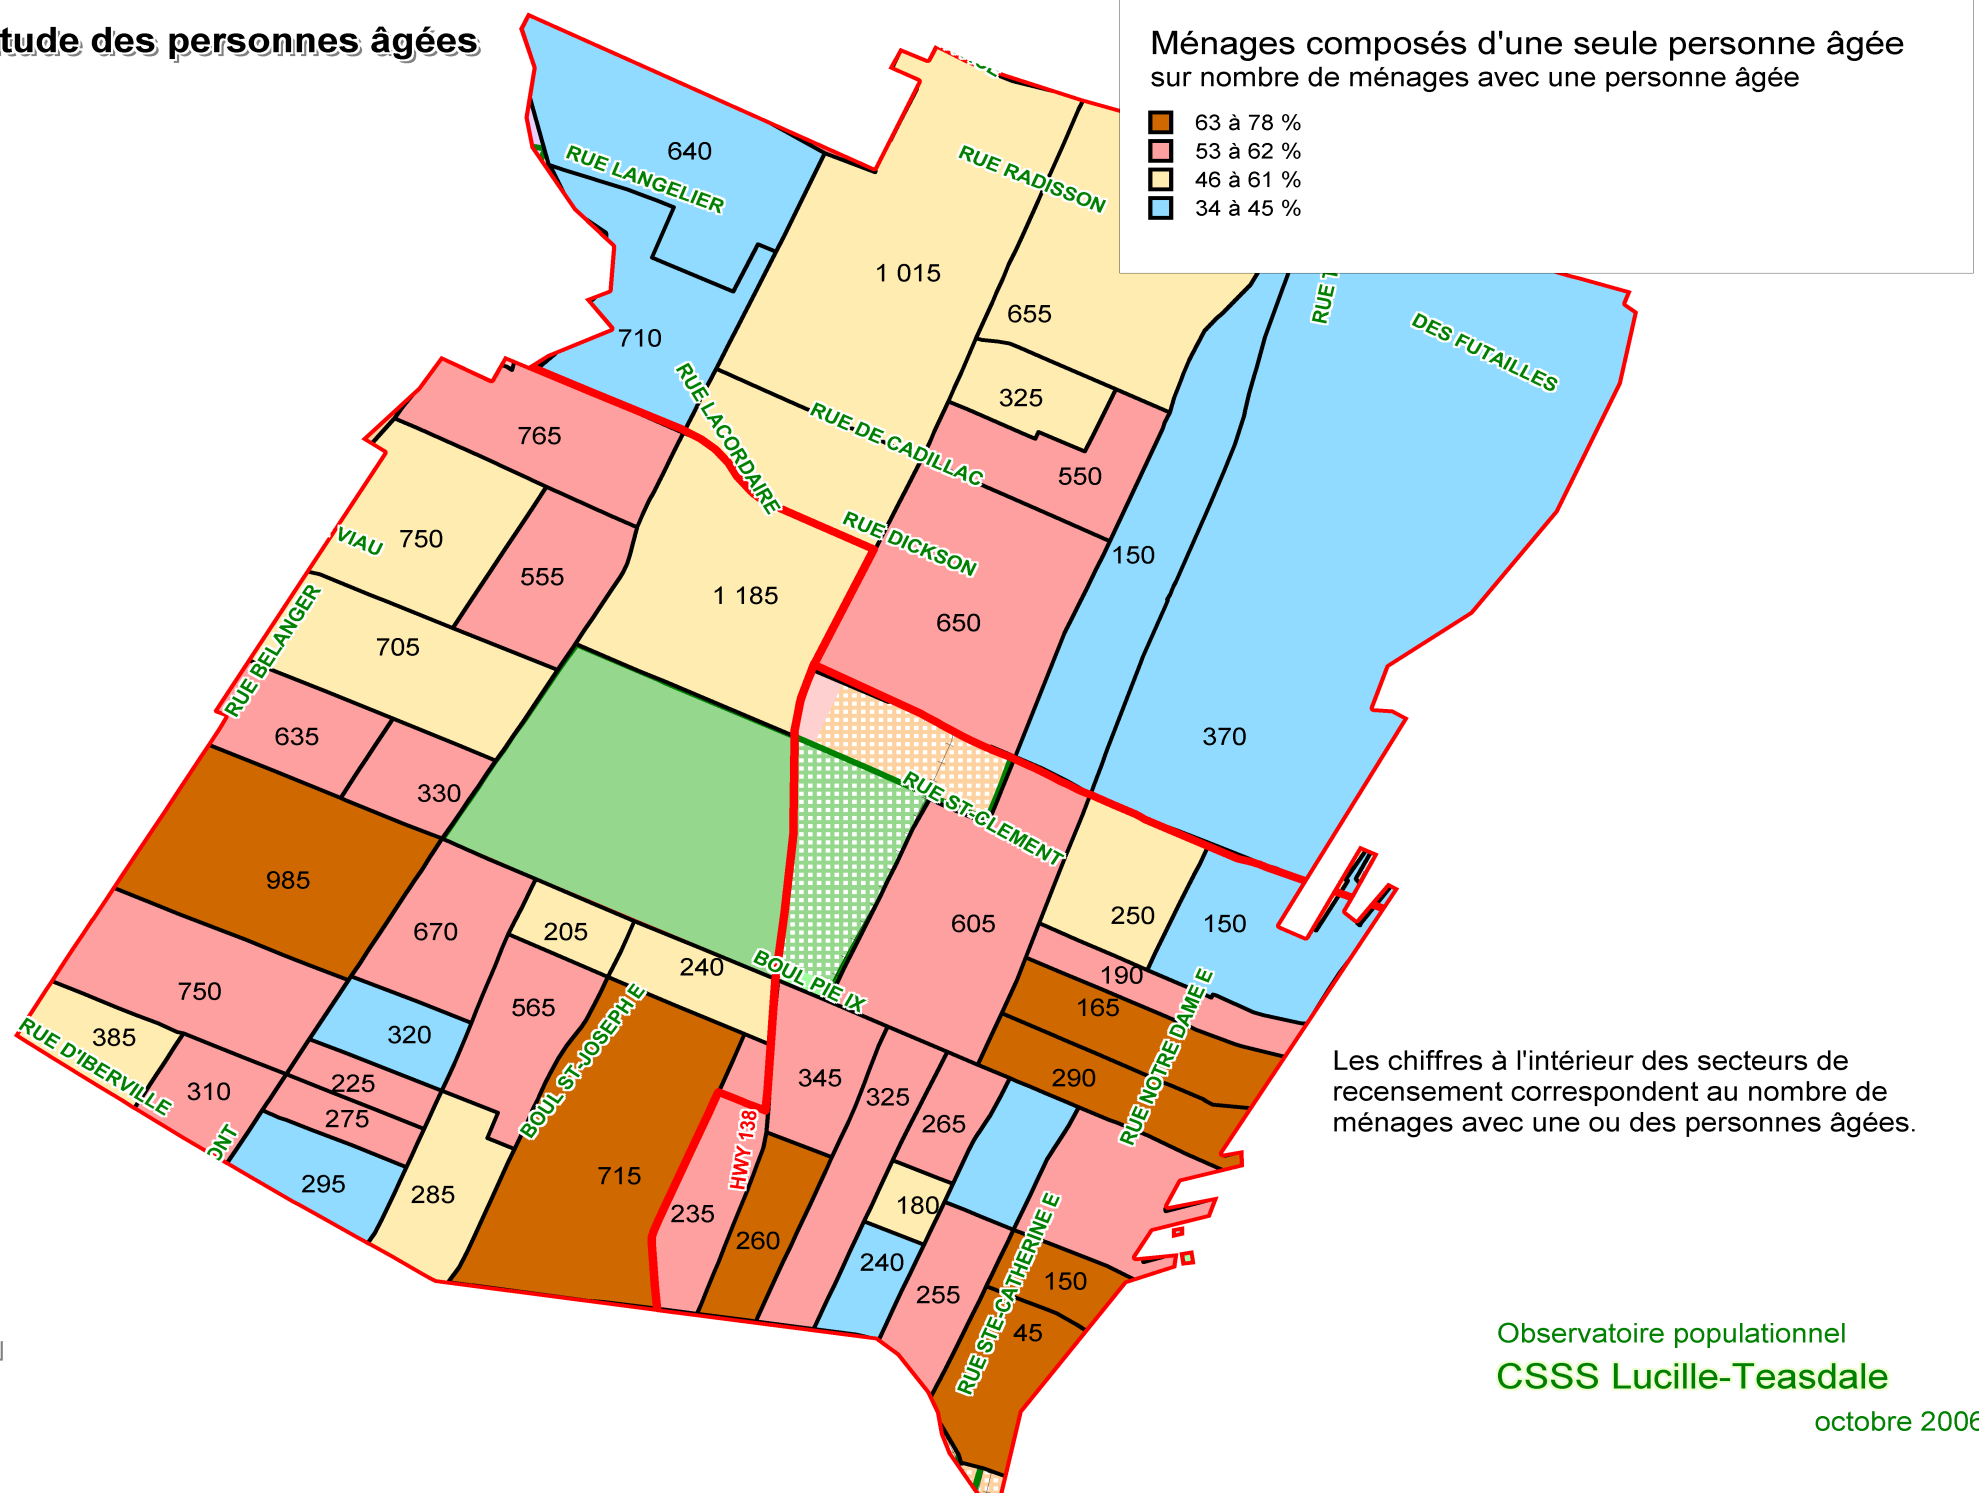 tude des personnes âgées
Ménages composés d'une seule personne âgée
sur nombre de ménages avec une personne âgée
63 à 78 %
53 à 62 %
46 à 61 %
34 à 45 %
640
RUE LANGELIER
RUE RADISSON
1 015
655
RUE
DES FUTAILLES
710
325
RUE LACORDAIRE
RUE DE CADILLAC
765
550
VIAU
750
RUE DICKSON
150
555
1 185
650
RUE BELANGER
705
635
370
330
RUE ST-CLEMENT
985
670
205
605
250
150
240
BOUL PIE IX
190
750
565
165
BOUL ST-JOSEPH E
RUE NOTRE DAME E
385
320
RUE D'IBERVILLE
310
225
345
325
290
275
265
HWY 138
ONT
295
285
715
235
180
260
240
255
RUE STE-CATHERINE E
150
45
Les chiffres à l'intérieur des secteurs de
recensement correspondent au nombre de
ménages avec une ou des personnes âgées.
Observatoire populationnel
CSSS Lucille-Teasdale
octobre 2006